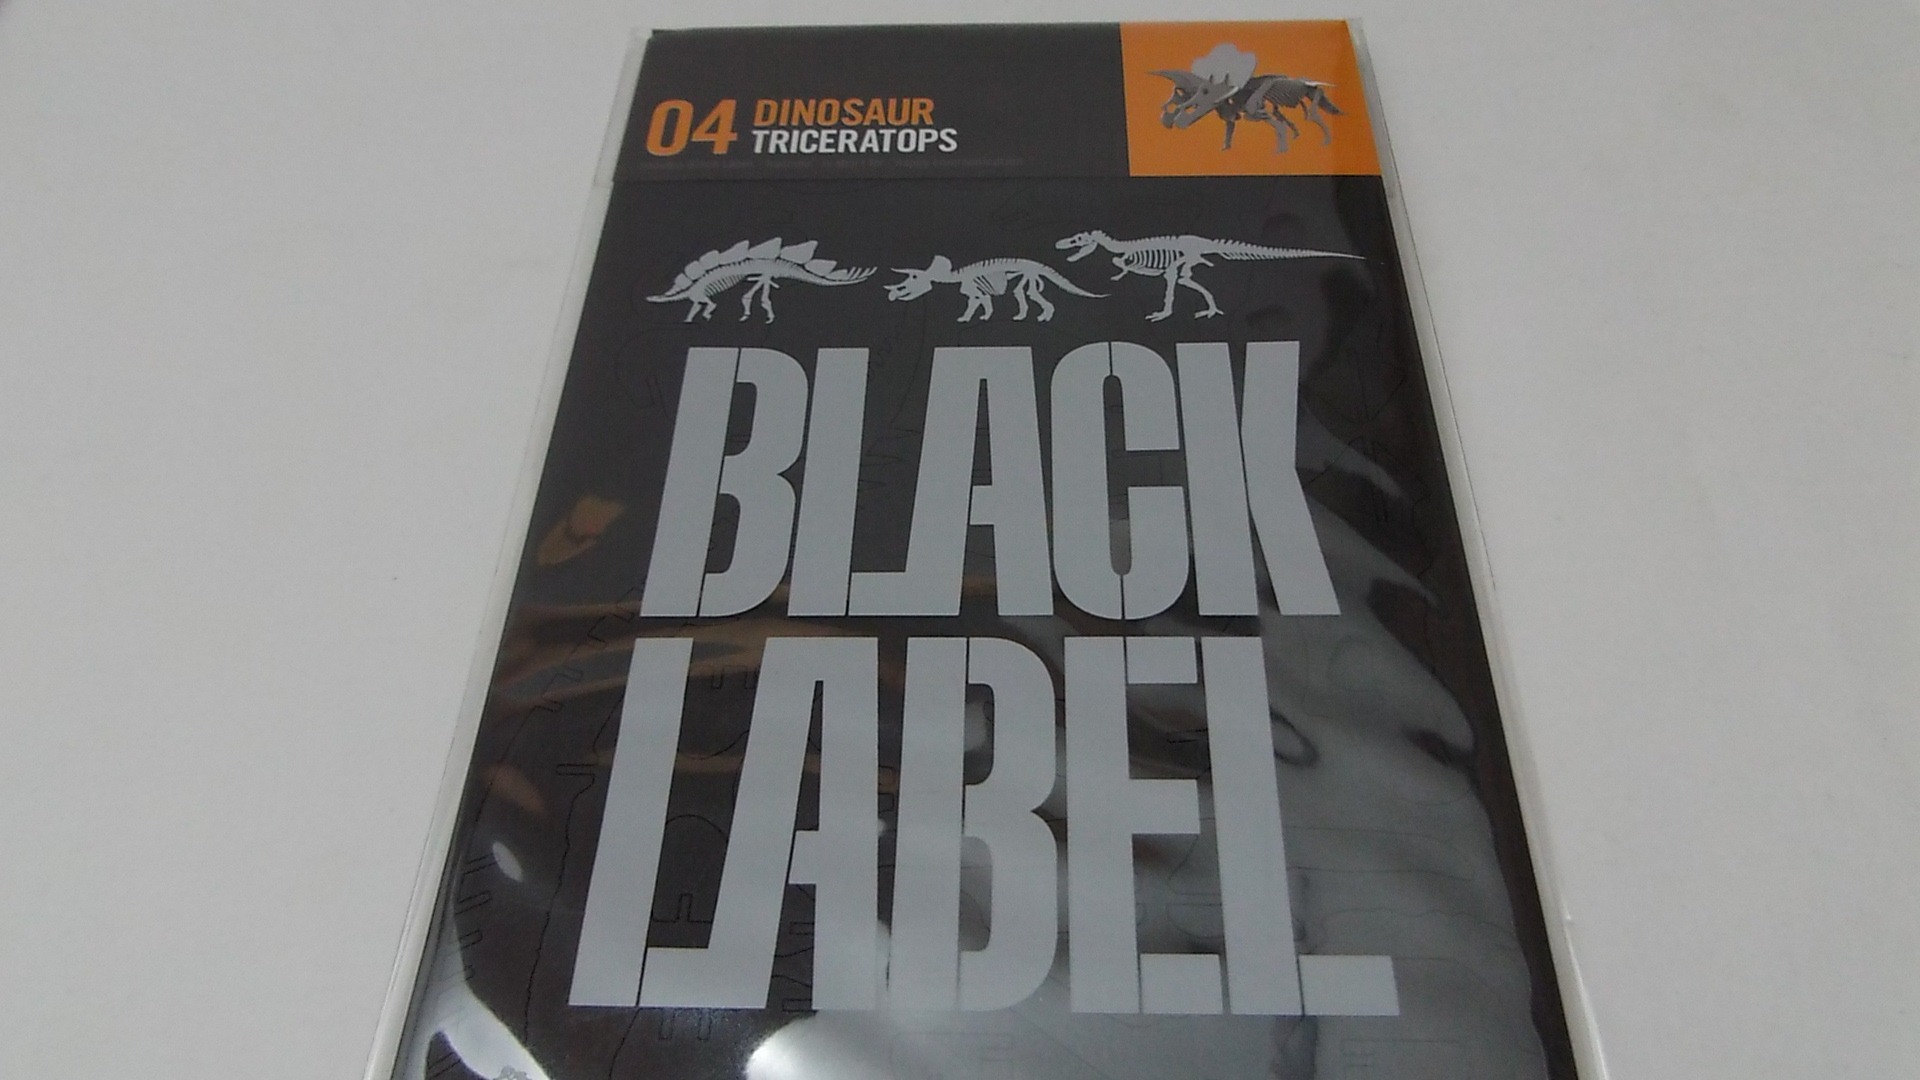 04 DINOSAUR
TRICERATOPS
BLACK
LABEL